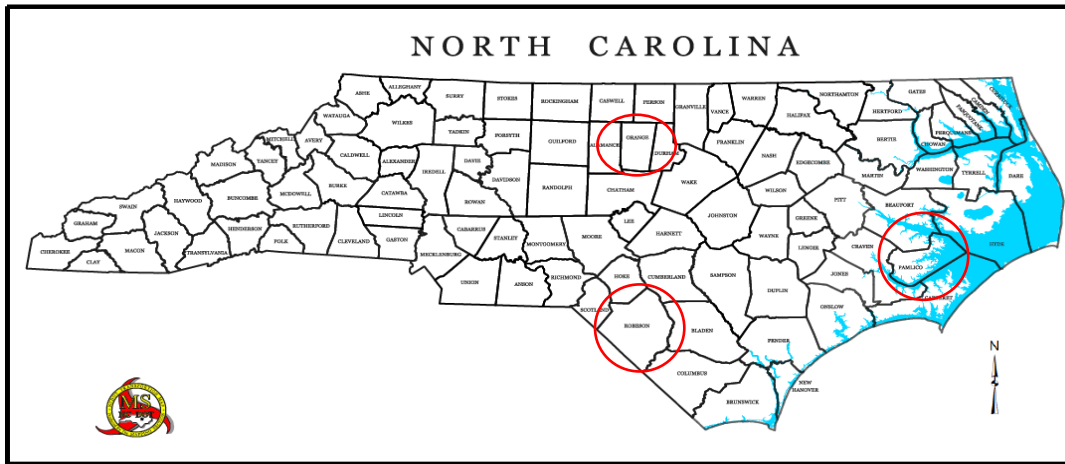 NORTH CAROLINA
ALLEGHANY
ASHE
SURRY
STOKES
ROCKINGHAM
CASWELL
PERSON
GRANVILLE
VANCE
WARREN
NORTHAMTON
GATES
HERTFORD
PASQUOTANK
PERQUIMANS
CHOWAN
WATAUGA
WILKES
YADKIN
FORSYTH
GUILFORD
ALAMANCE
ORANGE
DURHAM
FRANKLIN
HALIFAX
NASH
EDGECOMBE
MARTIN
WASHINGTON
TYRRELL
DARE
MITCHELL
AVERY
CALDWELL
ALEXANDER
IREDELL
DAVIDSON
RANDOLPH
CHATHAM
WAKE
WILSON
PITT
BEAUFORT
HYDE
MADISON
YANCEY
MCDOWELL
BURKE
CATAWBA
ROWAN
SWAIN
HAYWOOD
BUNCOMBE
RUTHERFORD
LINCOLN
CABARRUS
STANLEY
MONTGOMERY
MOORE
LEE
HARNETT
JOHNSTON
WAYNE
GREENE
CRAVEN
PAMLICO
GRAHAM
JACKSON
HENDERSON
POLK
CLEVELAND
GASTON
MECKLENBURG
CHEROKEE
CLAY
MACON
TRANSYLVANIA
UNION
ANSON
RICHMOND
HOKE
CUMBERLAND
SAMPSON
DUPLIN
JONES
CARTERET
ONSLOW
SCOTLAND
ROBESON
BLADEN
PENDER
COLUMBUS
BRUNSWICK
NEW
HANOVER
N
MS